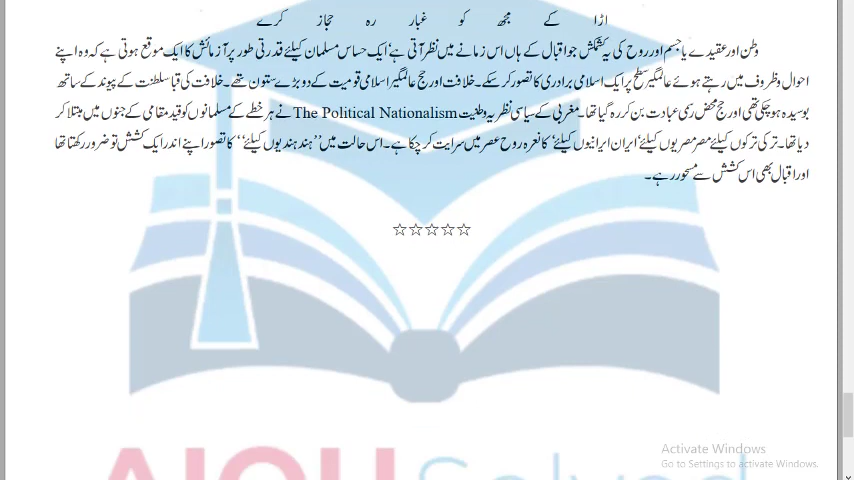 اڑا کے مجھ کو غبار رہ حجاز کرے
وطن اور عقیدے یا جسم اور روح کی یہ کشمکش جو اقبال کے ہاں اس زمانے میں نظر آتی ہے‘ ایک حساس مسلمان کیلئے قدرتی طور پر آزمائش کا ایک موقع ہوتی ہے کہ وہ اپنے
احوال و ظروف میں رہتے ہوئے عالمگیر سطح پر ایک اسلامی برادری کا تصور کر سکے۔ خلافت اور حج عالمگیر اسلامی قومیت کے دو بڑے ستون تھے۔ خلافت کی قبا سلطنت کے پیوند کے ساتھ
بوسیدہ ہو چکی تھی اور حج محض رسمی عبادت بن کر رہ گیا تھا۔ مغربی کے سیاسی نظریہ وطنیت The Political Nationalism نے ہر خطے کے مسلمانوں کو قید مقامی کے جنوں میں مبتلا کر
دیا تھا۔ ترکی ترکوں کیلئے‘ مصر مصریوں کیلئے‘ ایران ایرانیوں کیلئے‘ کا نعرہ روح عصر میں سرایت کر چکا ہے۔ اس حالت میں ’’ہند ہندیوں کیلئے‘‘ کا تصور اپنے اندر ایک کشش تو ضرور رکھتا تھا
اور اقبال بھی اس کشش سے مسحور رہے۔
☆☆☆☆☆
AIOU Solved
Activate Windows
Go to Settings to activate Windows.